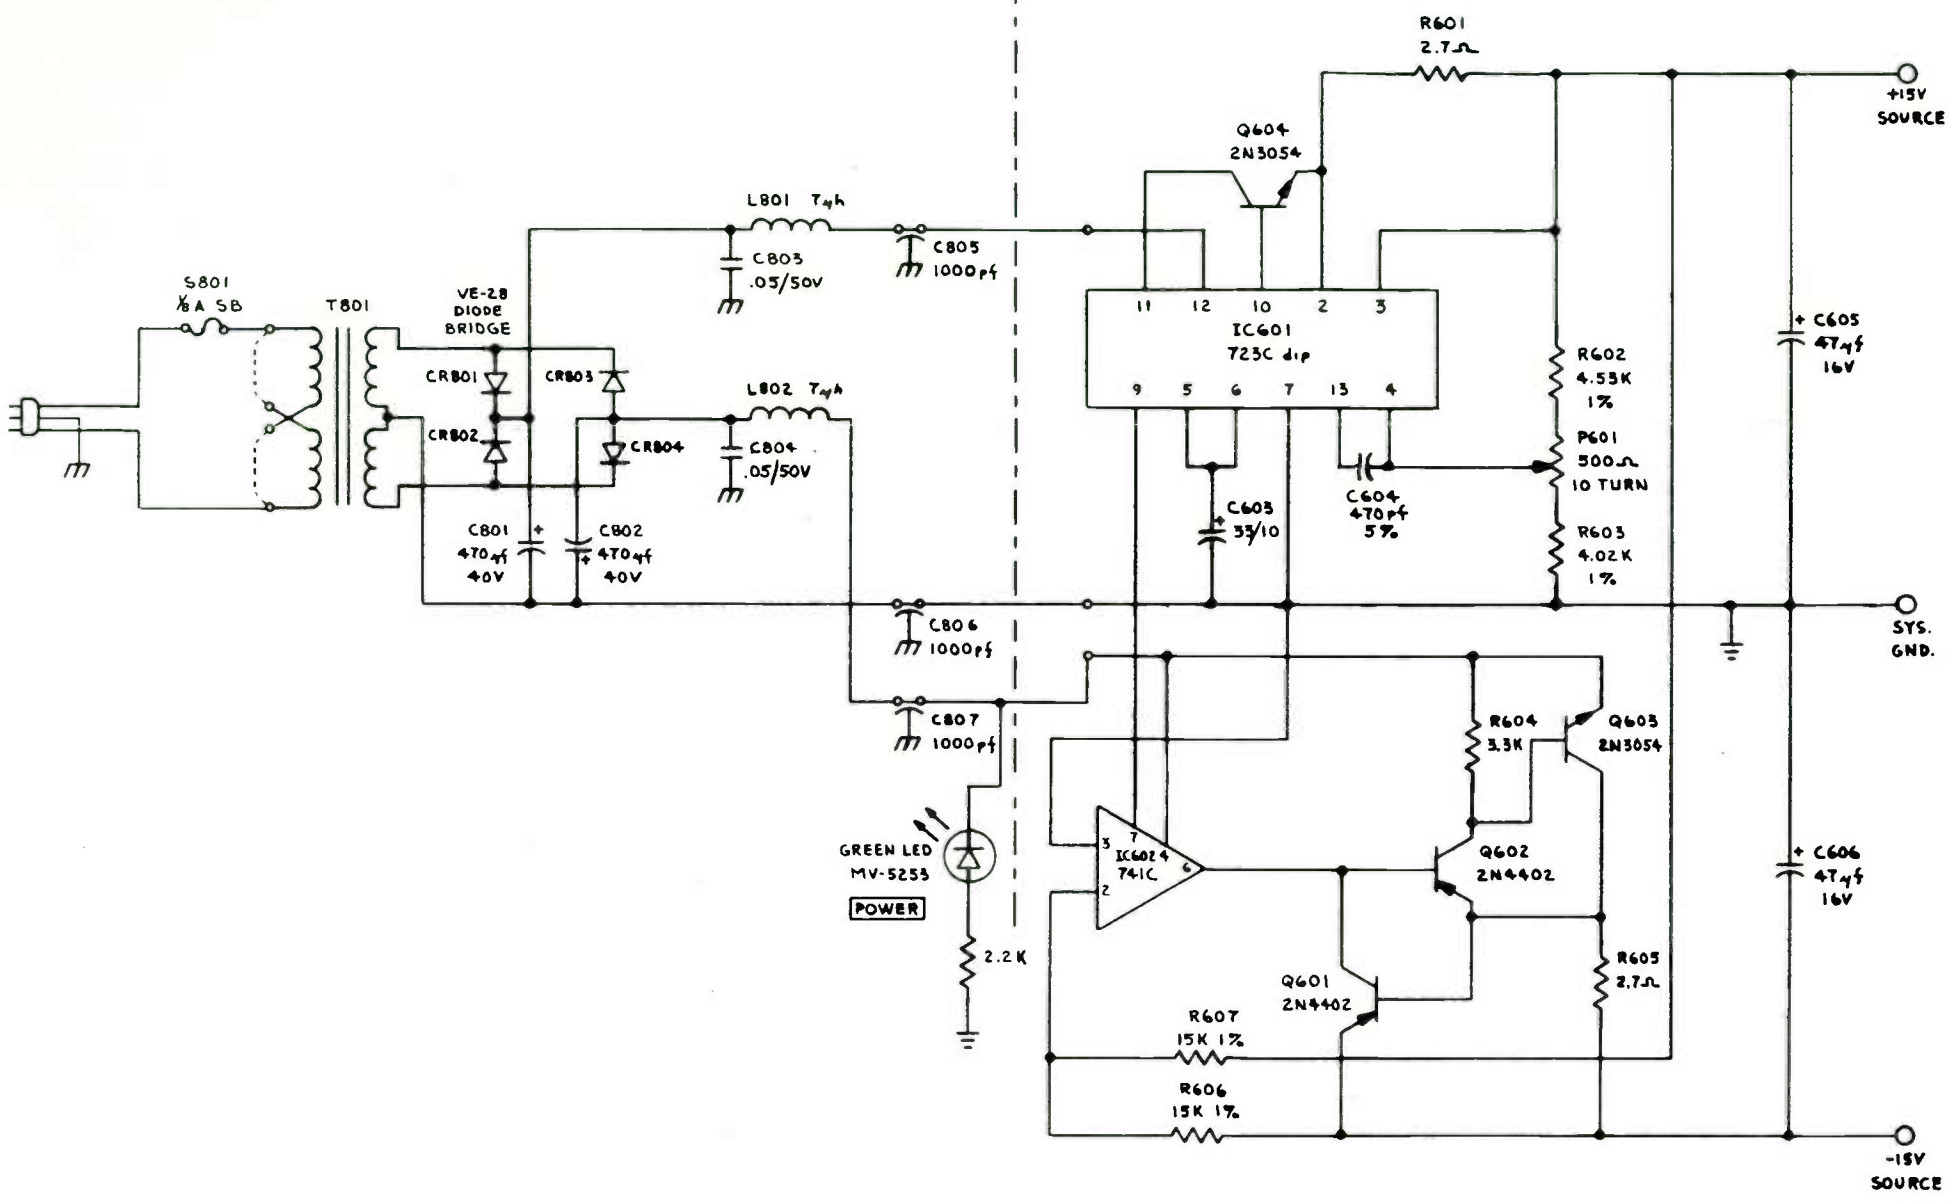 R601
2.7Ω
+15V
SOURCE
Q604
2N3054
L801 7μh
C803
.05/50V
C805
1000pf
S801
⅛A SB
T801
VE-28
DIODE
BRIDGE
CR801
CR803
CR802
CR804
L802 7μh
C804
.05/50V
11 12 10 2 3
IC601
723C dip
9 5 6 7 13 4
R602
4.53K
1%
P601
500Ω
10 TURN
R603
4.02K
1%
+ C605
47μf
16V
C801 +
470μf
40V
C802
470μf
+
40V
C603
+
33/10
C604
470pf
5%
C806
1000pf
SYS.
GND.
C807
1000pf
R604
3.3K
Q603
2N3054
GREEN LED
MV-5253
POWER
2.2K
3
7
IC602 4
741C
6
2
Q602
2N4402
+ C606
47μf
16V
Q601
2N4402
R605
2.7Ω
R607
15K 1%
R606
15K 1%
-15V
SOURCE